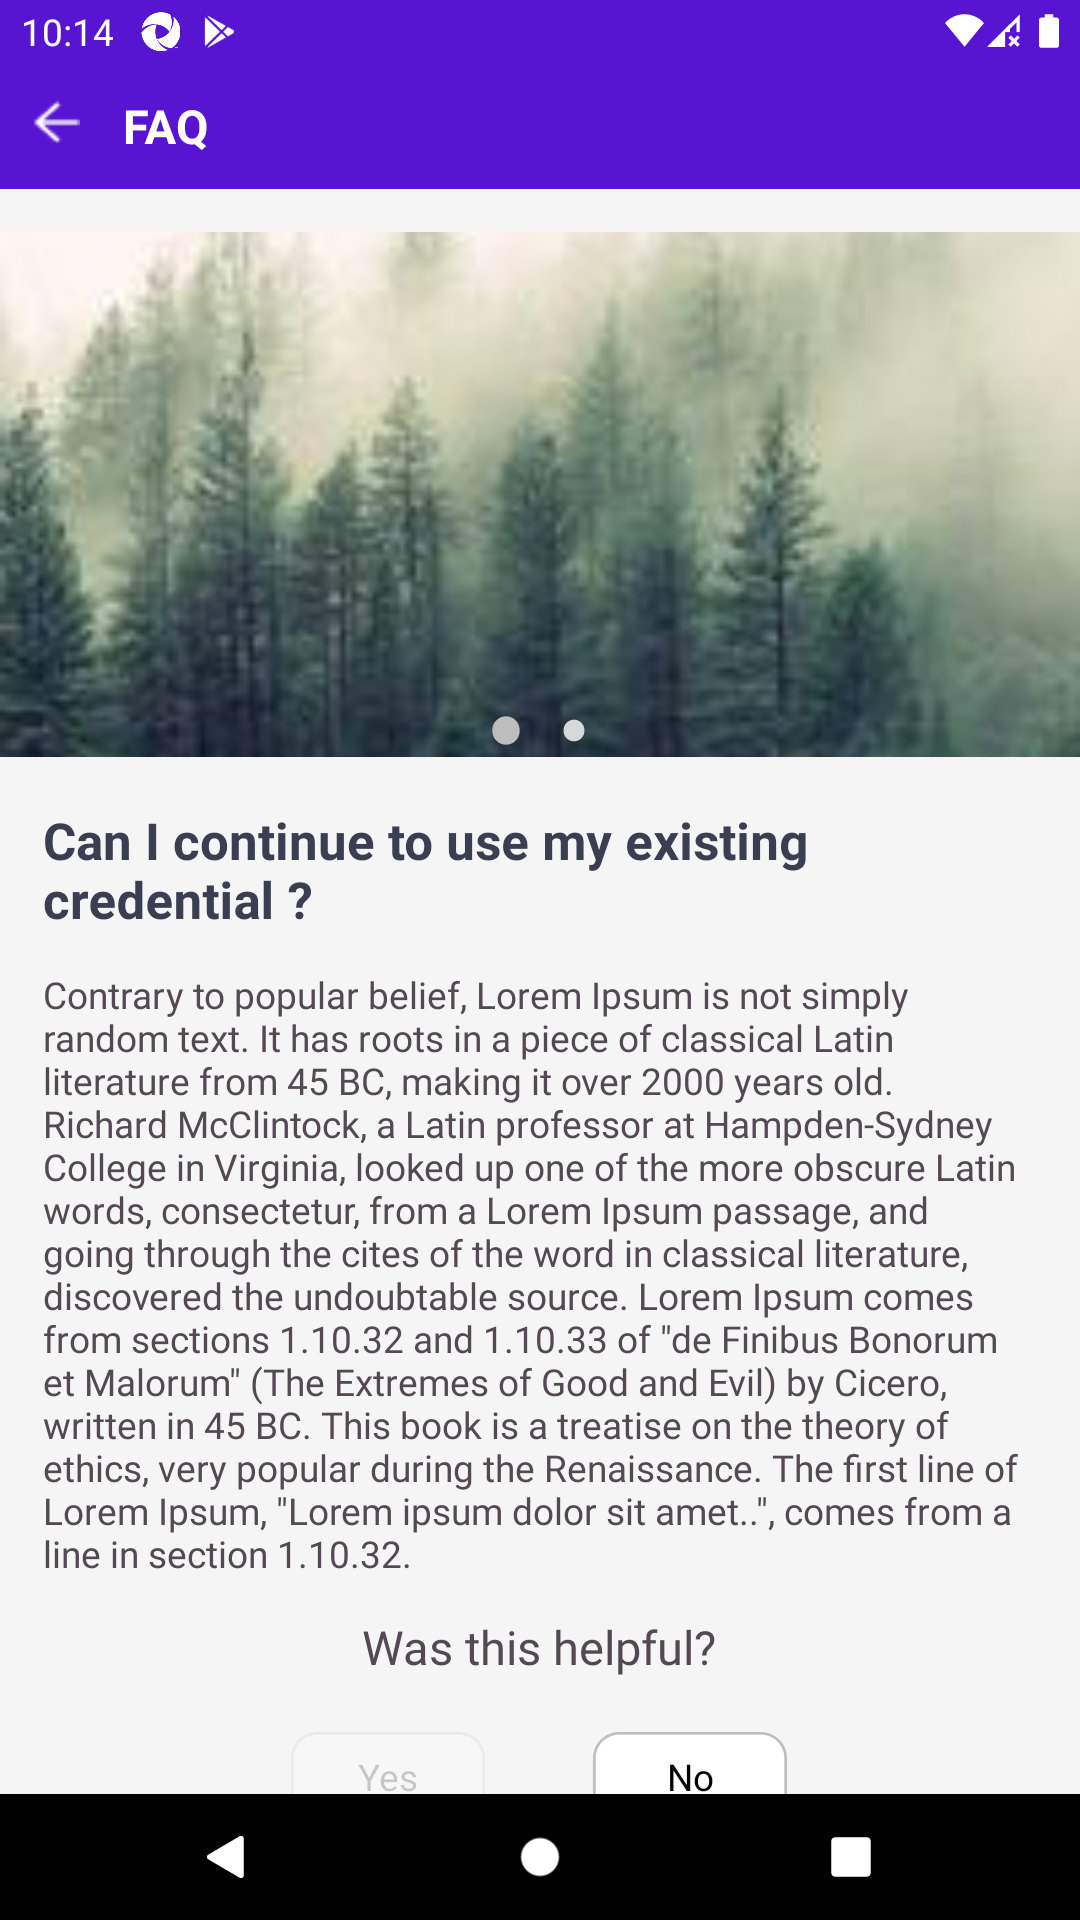 10:14
FAQ
Can I continue to use my existing
credential ?
Contrary to popular belief, Lorem Ipsum is not simply
random text. It has roots in a piece of classical Latin
literature from 45 BC, making it over 2000 years old.
Richard McClintock, a Latin professor at Hampden-Sydney
College in Virginia, looked up one of the more obscure Latin
words, consectetur, from a Lorem Ipsum passage, and
going through the cites of the word in classical literature,
discovered the undoubtable source. Lorem Ipsum comes
from sections 1.10.32 and 1.10.33 of "de Finibus Bonorum
et Malorum" (The Extremes of Good and Evil) by Cicero,
written in 45 BC. This book is a treatise on the theory of
ethics, very popular during the Renaissance. The first line of
Lorem Ipsum, "Lorem ipsum dolor sit amet..", comes from a
line in section 1.10.32.
Was this helpful?
Yes No